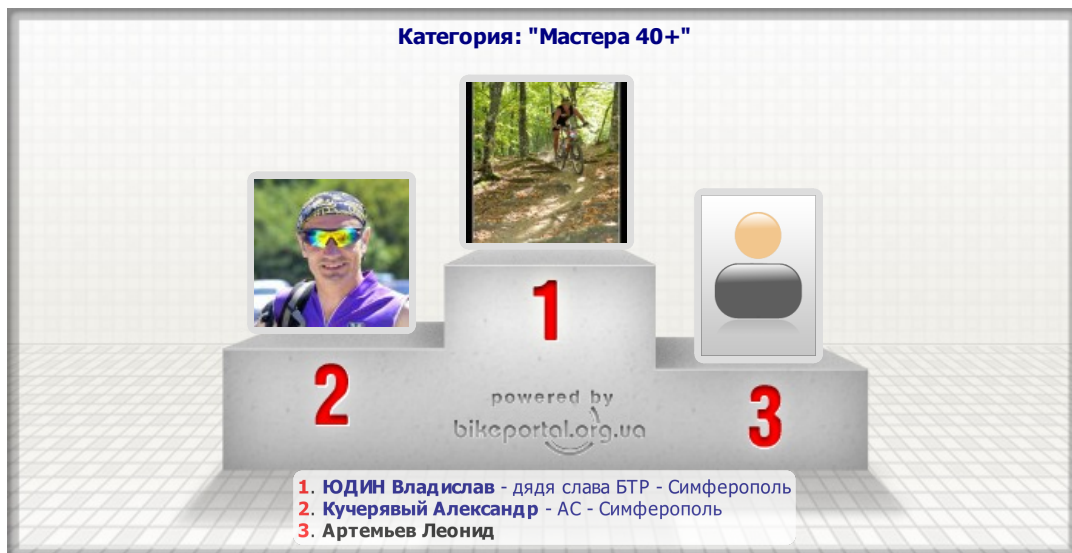 Категория: "Мастера 40+"
1
2
3
powered by
bikeportal.org.ua
1. ЮДИН Владислав - дядя слава БТР - Симферополь
2. Кучерявый Александр - АС - Симферополь
3. Артемьев Леонид